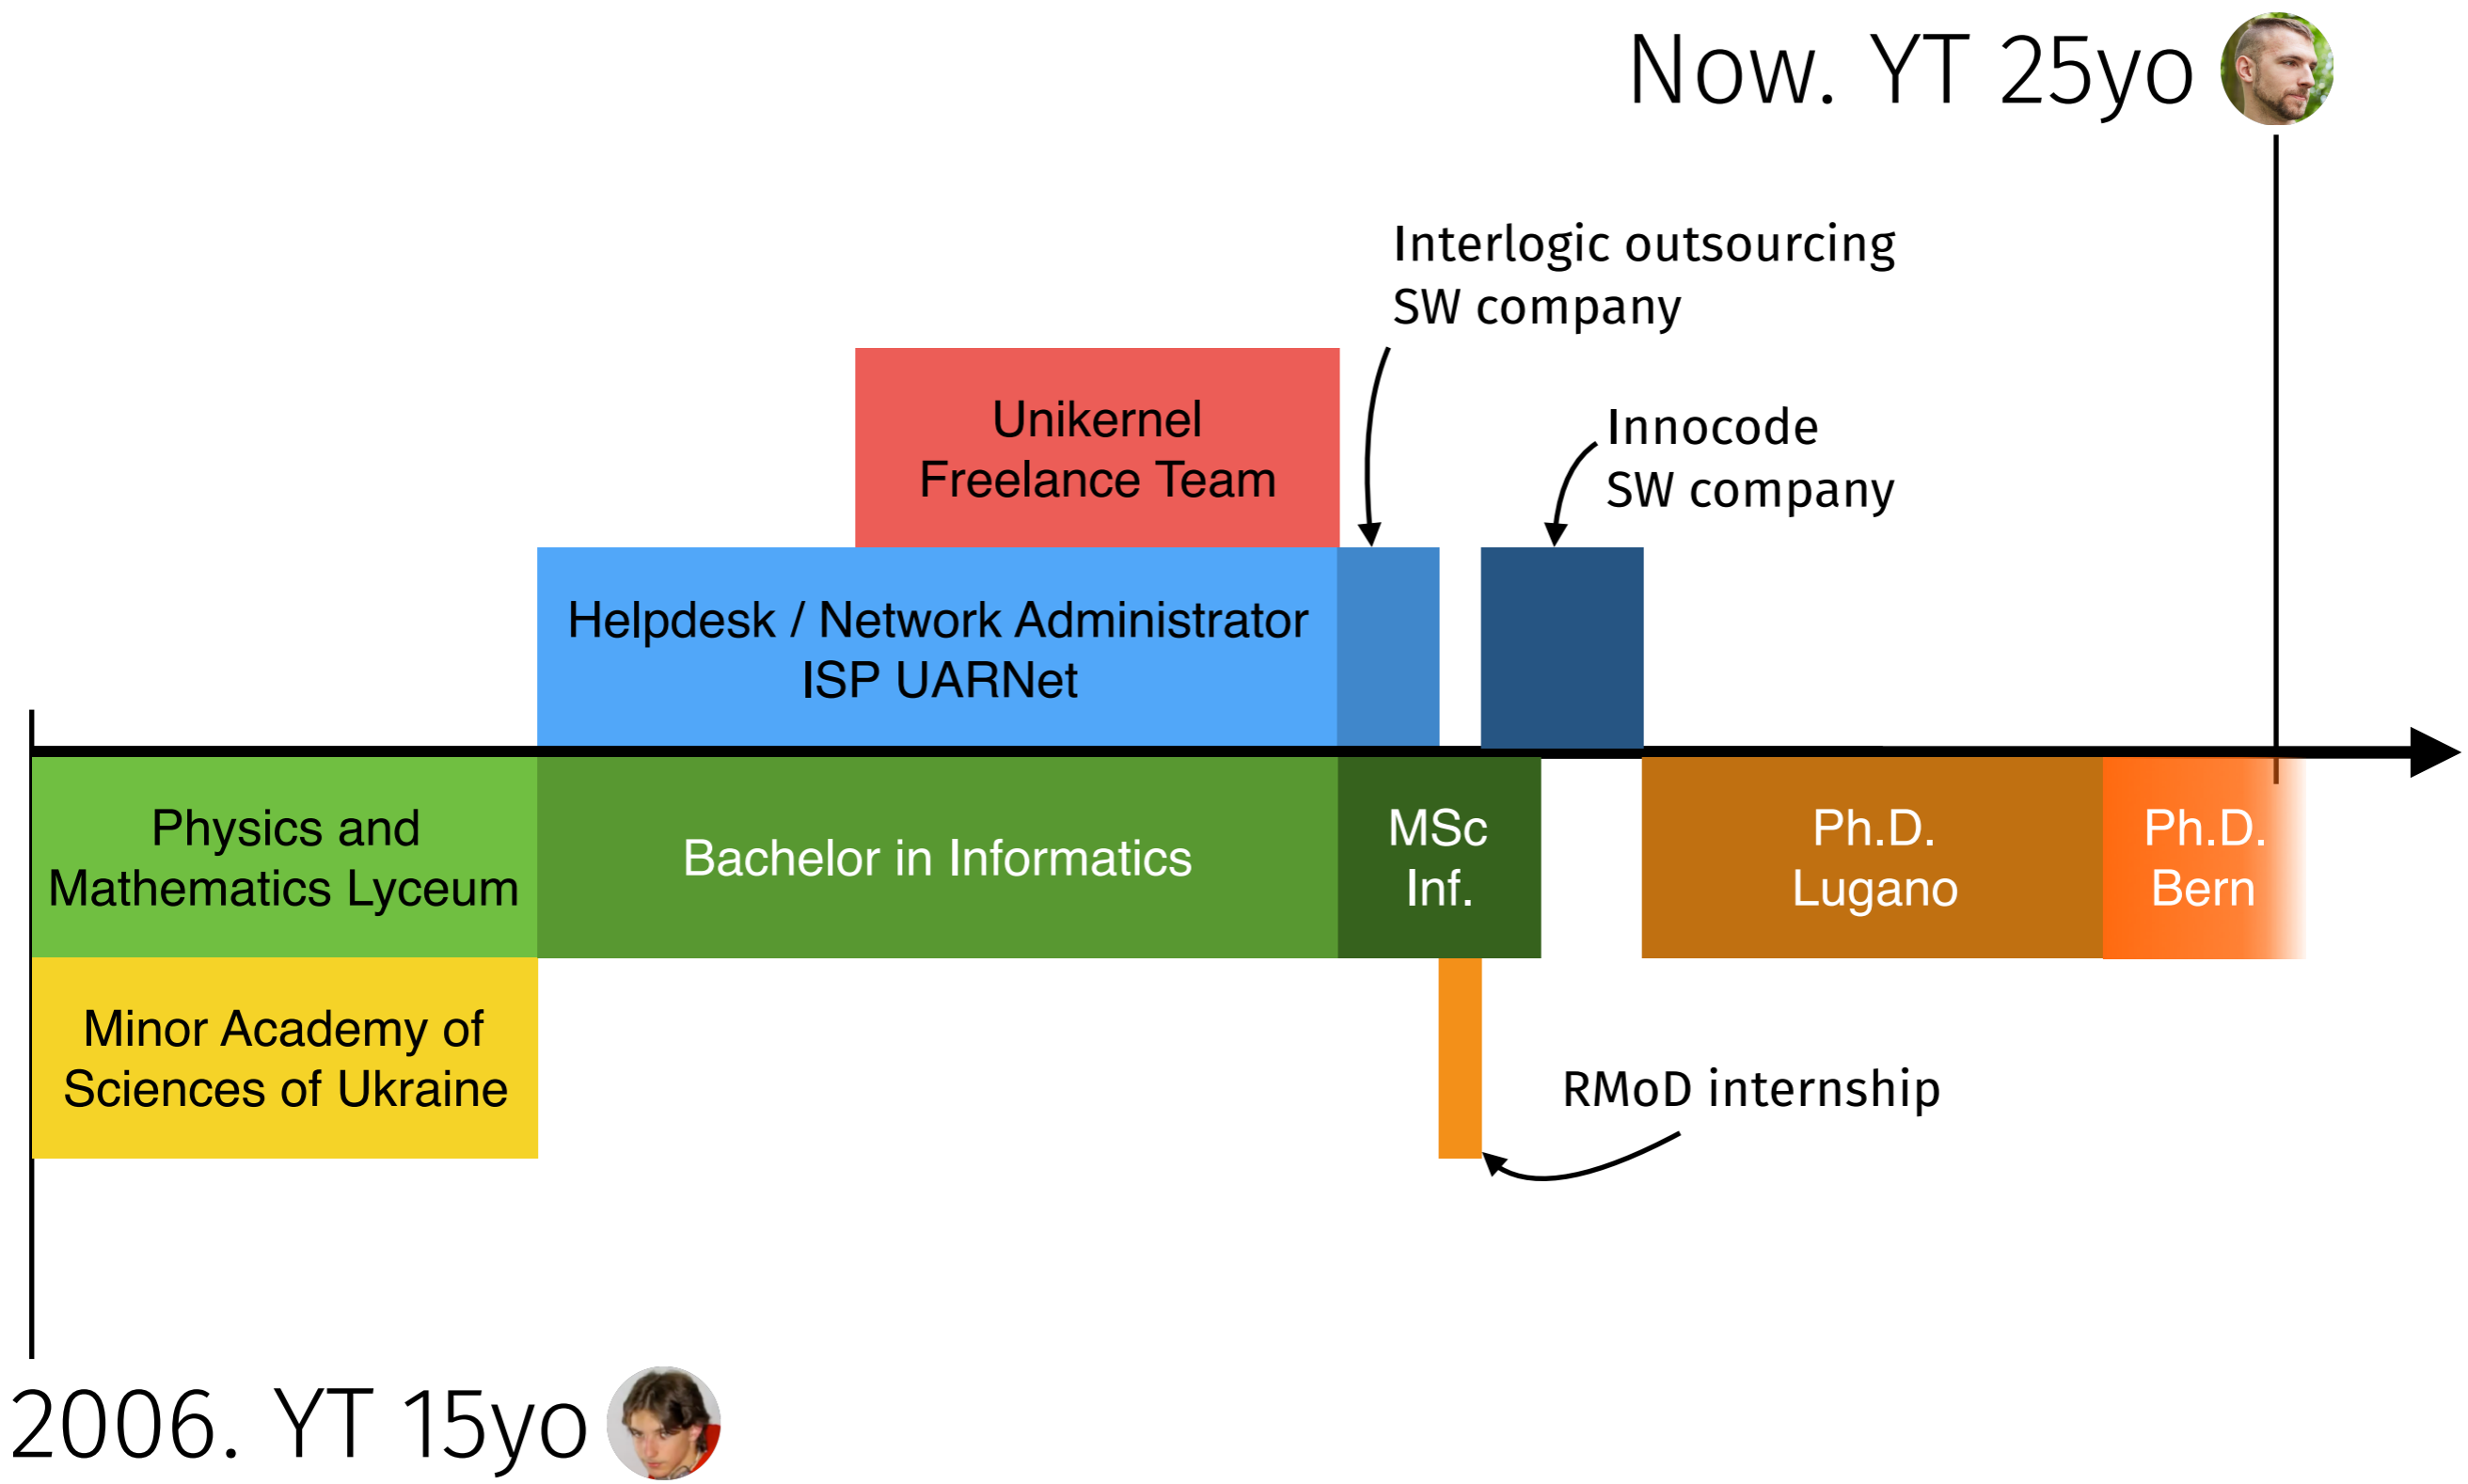 Now. YT 25yo
Interlogic outsourcing
SW company
Unikernel
Freelance Team
Innocode
SW company
Helpdesk / Network Administrator
ISP UARNet
Physics and
Mathematics Lyceum
Bachelor in Informatics
MSc
Inf.
Ph.D.
Lugano
Ph.D.
Bern
Minor Academy of
Sciences of Ukraine
RMoD internship
2006. YT 15yo